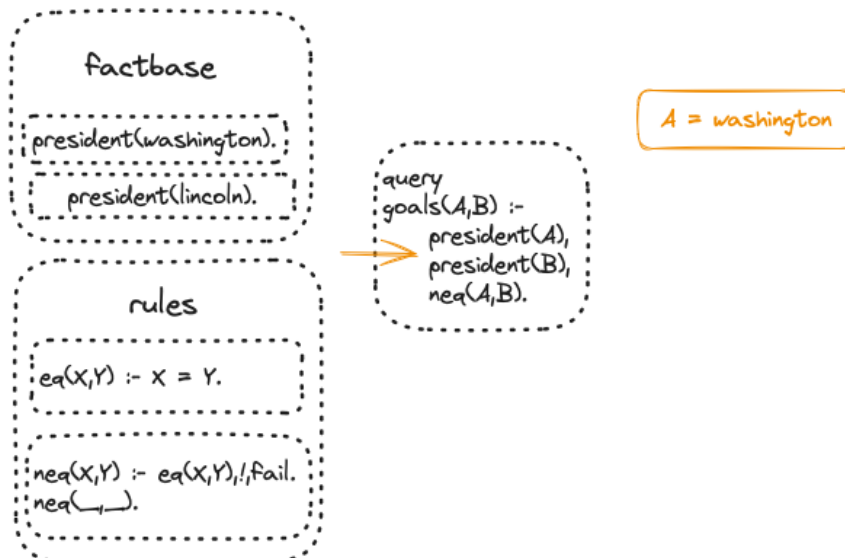 factbase
president(washington).
president(lincoln).
rules
eq(X,Y) :- X = Y.
neq(X,Y) :- eq(X,Y),!,fail.
neq(_,_).
query
goals(A,B) :-
president(A),
president(B),
neq(A,B).
A = washington